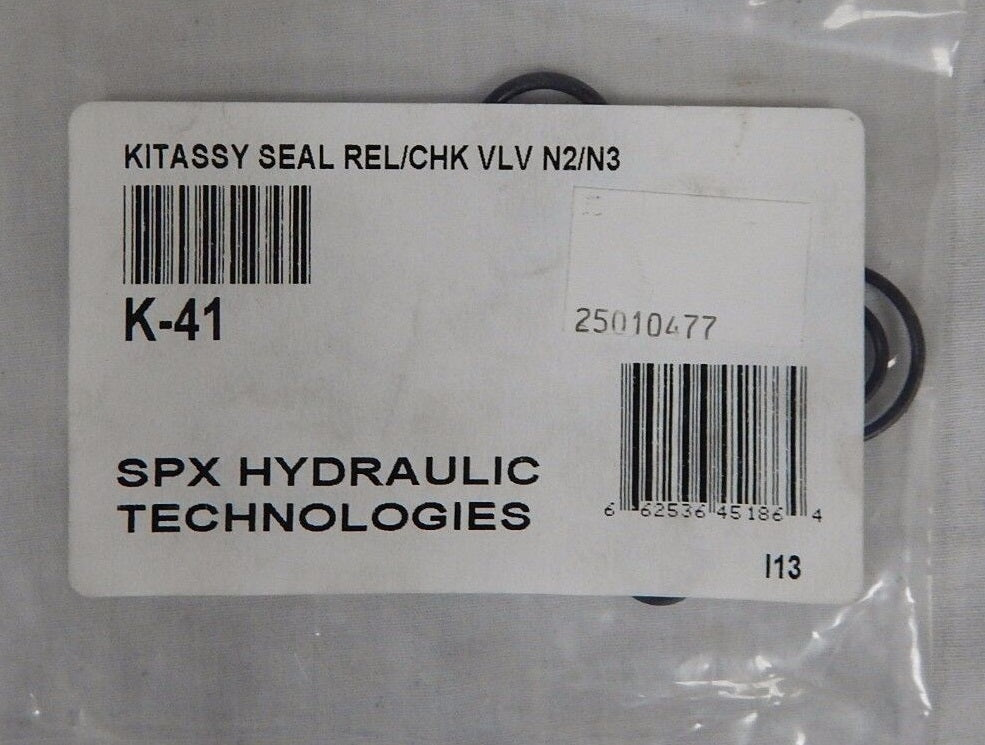 KITASSY SEAL REL/CHK VLV N2/N3
K-41
25010477
SPX HYDRAULIC
TECHNOLOGIES
6 62536 45186 4
I13